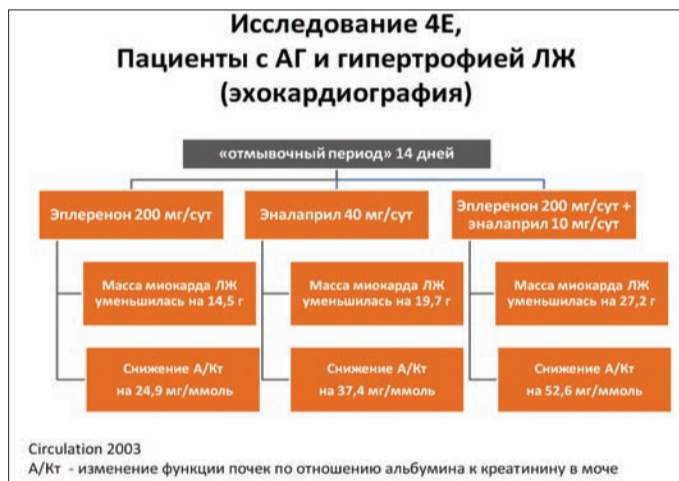 Исследование 4Е,
Пациенты с АГ и гипертрофией ЛЖ
(эхокардиография)
«отмывочный период» 14 дней
Эплеренон 200 мг/сут
Эналаприл 40 мг/сут
Эплеренон 200 мг/сут +
эналаприл 10 мг/сут
Масса миокарда ЛЖ
уменьшилась на 14,5 г
Масса миокарда ЛЖ
уменьшилась на 19,7 г
Масса миокарда ЛЖ
уменьшилась на 27,2 г
Снижение А/Кт
на 24,9 мг/ммоль
Снижение А/Кт
на 37,4 мг/ммоль
Снижение А/Кт
на 52,6 мг/ммоль
Circulation 2003
А/Кт - изменение функции почек по отношению альбумина к креатинину в моче